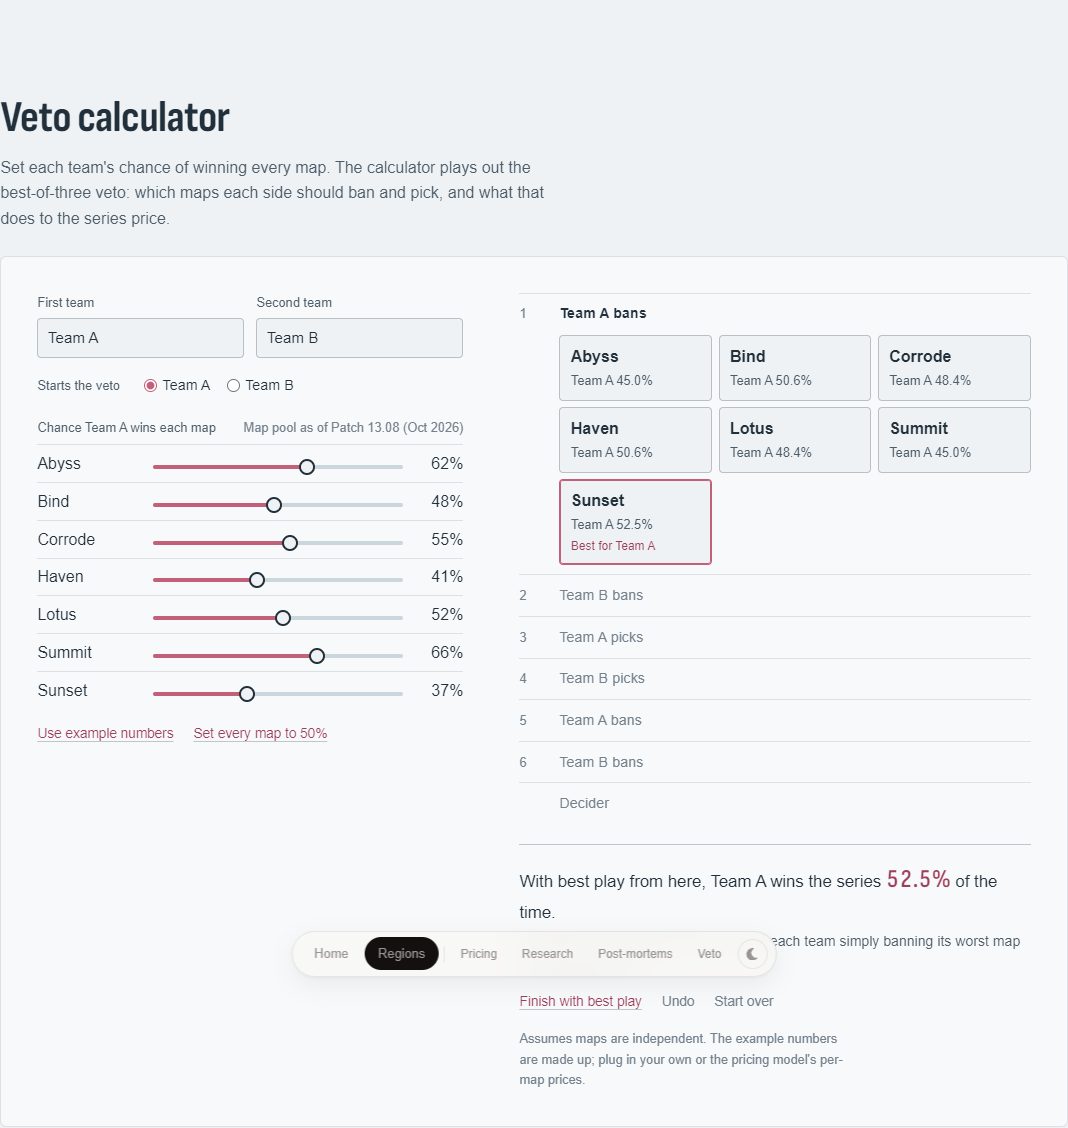 Veto calculator
Set each team's chance of winning every map. The calculator plays out the
best-of-three veto: which maps each side should ban and pick, and what that
does to the series price.
First team
Second team
Team A
Team B
Starts the veto
Team A
Team B
Chance Team A wins each map
Map pool as of Patch 13.08 (Oct 2026)
Abyss 62%
Bind 48%
Corrode 55%
Haven 41%
Lotus 52%
Summit 66%
Sunset 37%
Use example numbers
Set every map to 50%
1 Team A bans
Abyss
Team A 45.0%
Bind
Team A 50.6%
Corrode
Team A 48.4%
Haven
Team A 50.6%
Lotus
Team A 48.4%
Summit
Team A 45.0%
Sunset
Team A 52.5%
Best for Team A
2 Team B bans
3 Team A picks
4 Team B picks
5 Team A bans
6 Team B bans
Decider
With best play from here, Team A wins the series 52.5% of the
time.
each team simply banning its worst map
Home
Regions
Pricing
Research
Post-mortems
Veto
Finish with best play
Undo
Start over
Assumes maps are independent. The example numbers
are made up; plug in your own or the pricing model's per-
map prices.